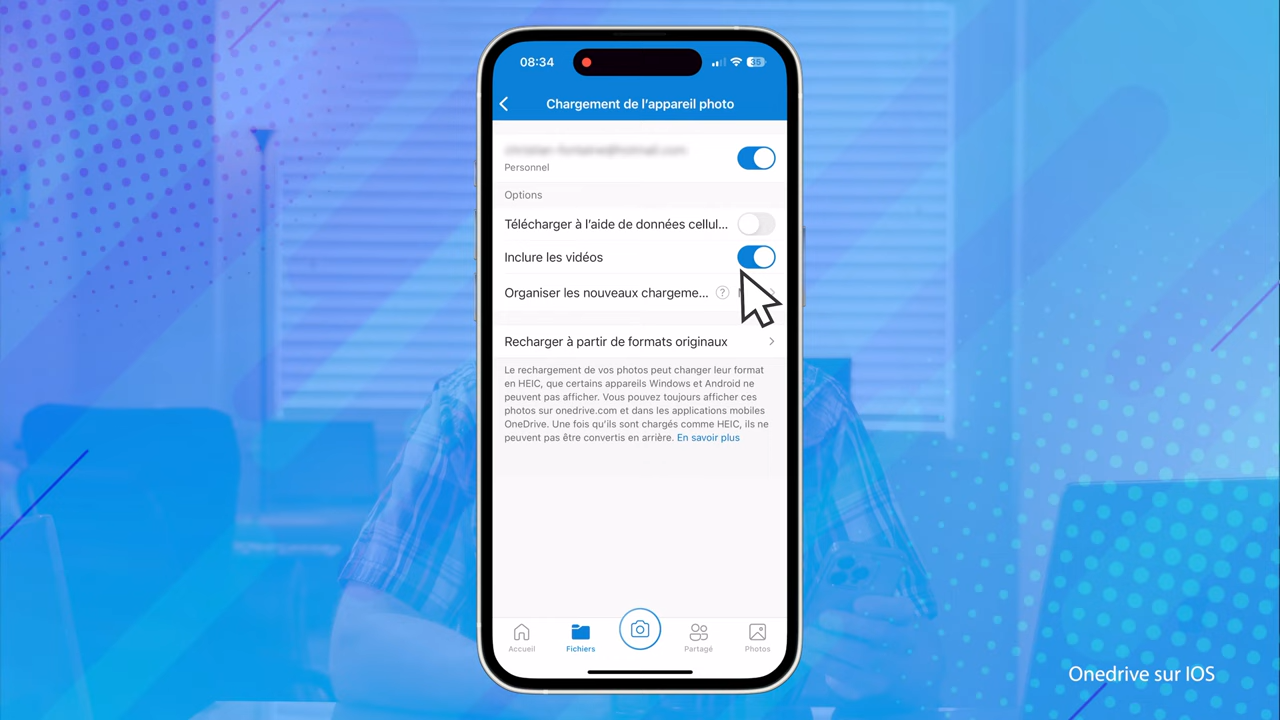 08:34
35
Chargement de l’appareil photo
Personnel
Options
Télécharger à l’aide de données cellul...
Inclure les vidéos
Organiser les nouveaux chargeme... ?
Recharger à partir de formats originaux
Le rechargement de vos photos peut changer leur format
en HEIC, que certains appareils Windows et Android ne
peuvent pas afficher. Vous pouvez toujours afficher ces
photos sur onedrive.com et dans les applications mobiles
OneDrive. Une fois qu’ils sont chargés comme HEIC, ils ne
peuvent pas être convertis en arrière. En savoir plus
Accueil
Fichiers
Partagé
Photos
Onedrive sur IOS